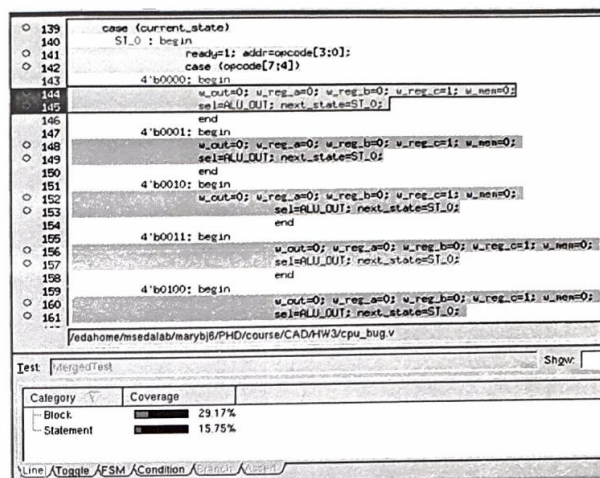 139 case (current_state)
140 ST_0 : begin
141 ready=1; addr=opcode[3:0];
142 case (opcode[7:4])
143 4'b0000: begin
144 w_out=0; w_reg_a=0; w_reg_b=0; w_reg_c=1; w_mem=0;
145 sel=ALU_OUT; next_state=ST_0;
146 end
147 4'b0001: begin
148 w_out=0; w_reg_a=0; w_reg_b=0; w_reg_c=1; w_mem=0;
149 sel=ALU_OUT; next_state=ST_0;
150 end
151 4'b0010: begin
152 w_out=0; w_reg_a=0; w_reg_b=0; w_reg_c=1; w_mem=0;
153 sel=ALU_OUT; next_state=ST_0;
154 end
155 4'b0011: begin
156 w_out=0; w_reg_a=0; w_reg_b=0; w_reg_c=1; w_mem=0;
157 sel=ALU_OUT; next_state=ST_0;
158 end
159 4'b0100: begin
160 w_out=0; w_reg_a=0; w_reg_b=0; w_reg_c=1; w_mem=0;
161 sel=ALU_OUT; next_state=ST_0;
/edahome/msedalab/marybj6/PHD/course/CAD/HW3/cpu_bug.v
Test: MergedTest Show:
Category Coverage
Block 29.17%
Statement 15.75%
Line Toggle FSM Condition Branch Assert